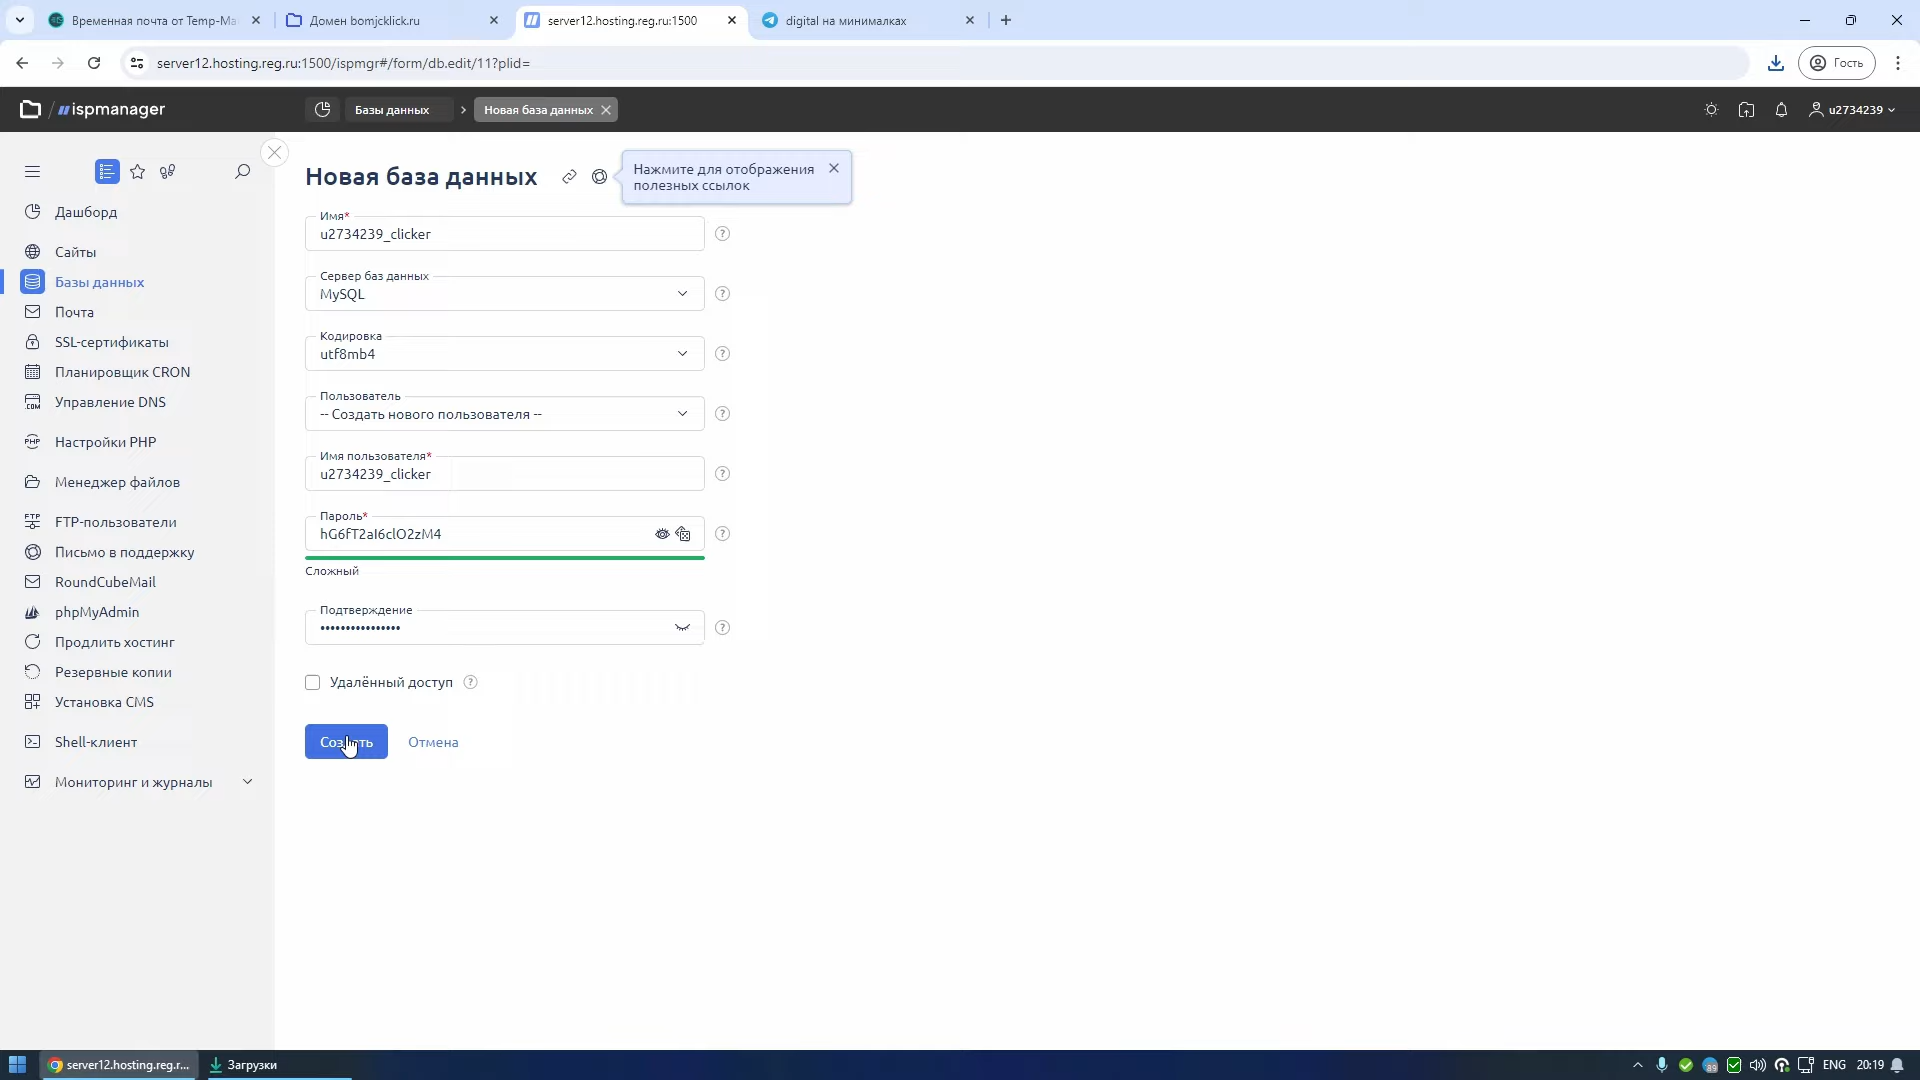 Временная почта от Temp-Ma
Домен bomjcklick.ru
server12.hosting.reg.ru:1500
digital на минималках
server12.hosting.reg.ru:1500/ispmgr#/form/db.edit/11?plid=
Гость
ispmanager
Базы данных
Новая база данных
u2734239
Дашборд
Сайты
Базы данных
Почта
SSL-сертификаты
Планировщик CRON
Управление DNS
Настройки PHP
Менеджер файлов
FTP-пользователи
Письмо в поддержку
RoundCubeMail
phpMyAdmin
Продлить хостинг
Резервные копии
Установка CMS
Shell-клиент
Мониторинг и журналы
Новая база данных
Нажмите для отображения
полезных ссылок
Имя*
u2734239_clicker
Сервер баз данных
MySQL
Кодировка
utf8mb4
Пользователь
-- Создать нового пользователя --
Имя пользователя*
u2734239_clicker
Пароль*
hG6fT2aI6clO2zM4
Сложный
Подтверждение
••••••••••••••••
Удалённый доступ
Отмена
server12.hosting.reg.r...
Загрузки
ENG
20:19